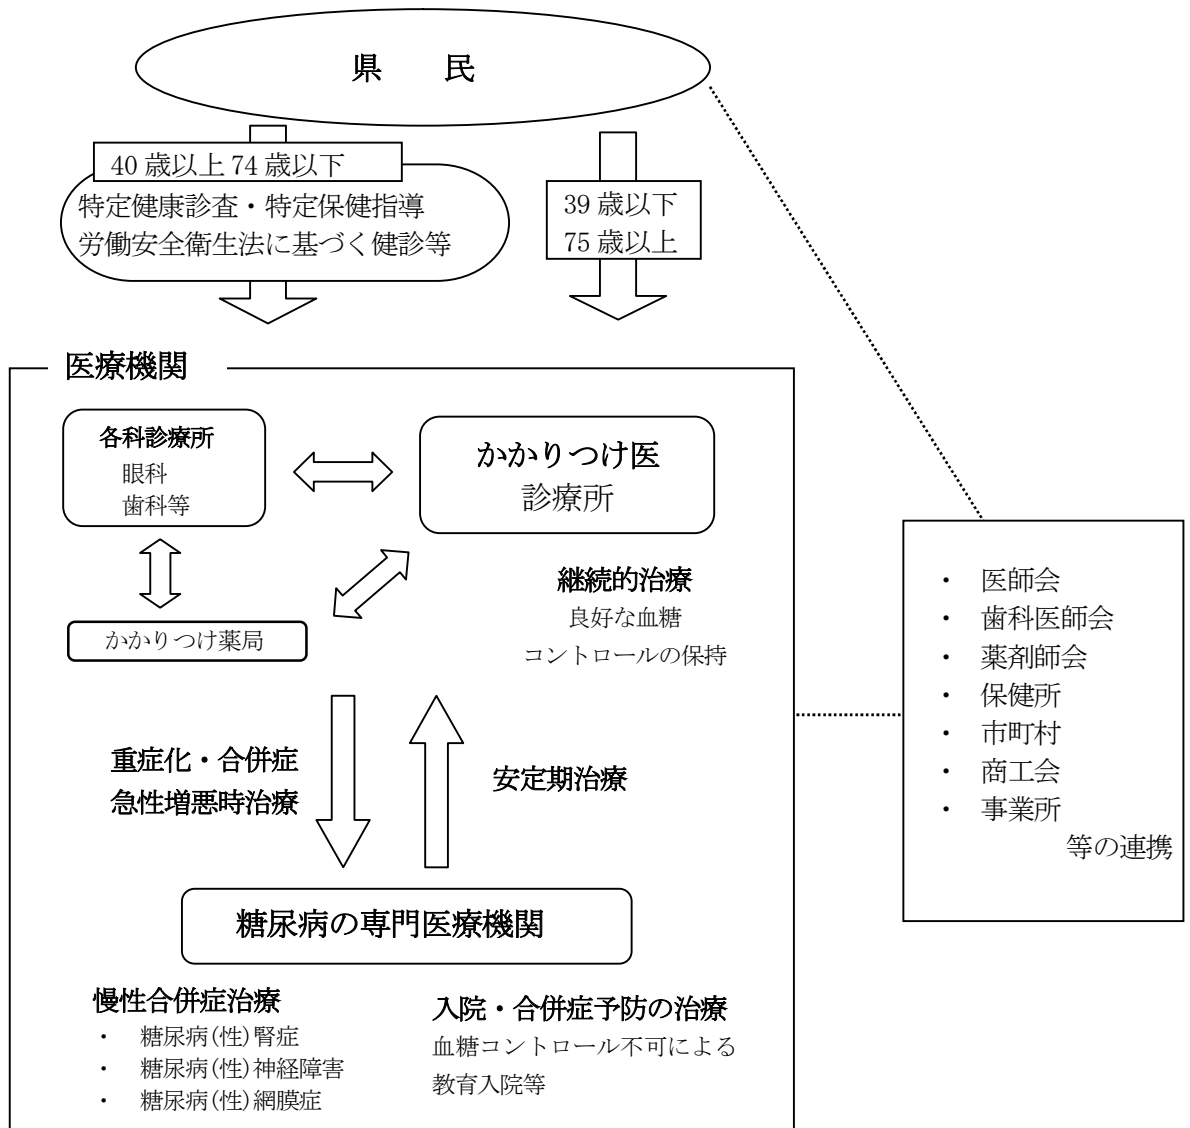 県　　民
40 歳以上 74 歳以下
特定健康診査・特定保健指導
労働安全衛生法に基づく健診等
39 歳以下
75 歳以上
医療機関
各科診療所
眼科
歯科等
かかりつけ医
診療所
かかりつけ薬局
継続的治療
良好な血糖
コントロールの保持
重症化・合併症
急性増悪時治療
安定期治療
糖尿病の専門医療機関
慢性合併症治療
・　糖尿病(性)腎症
・　糖尿病(性)神経障害
・　糖尿病(性)網膜症
入院・合併症予防の治療
血糖コントロール不可による
教育入院等
・　医師会
・　歯科医師会
・　薬剤師会
・　保健所
・　市町村
・　商工会
・　事業所
等の連携